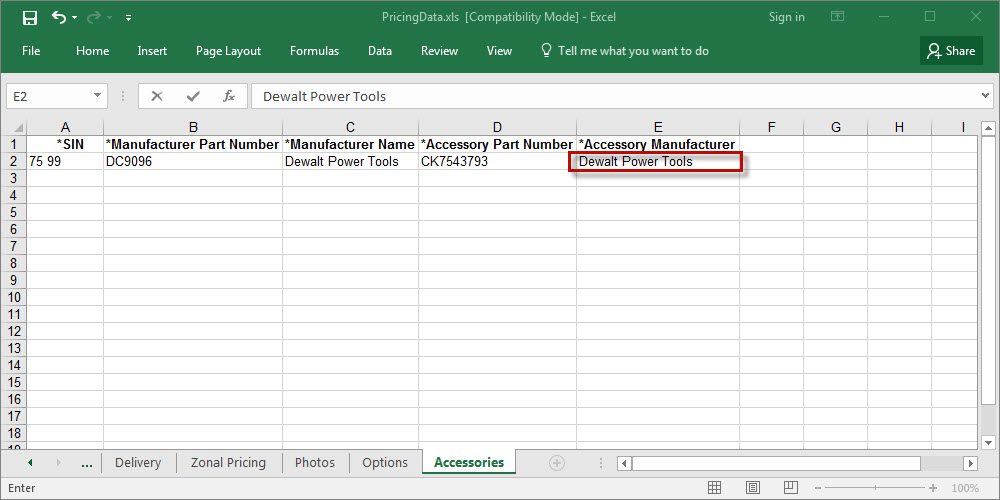 PricingData.xls [Compatibility Mode] - Excel
Sign in
File Home Insert Page Layout Formulas Data Review View Tell me what you want to do Share
E2 fx Dewalt Power Tools
A B C D E F G H I
1 *SIN *Manufacturer Part Number *Manufacturer Name *Accessory Part Number *Accessory Manufacturer
2 75 99 DC9096 Dewalt Power Tools CK7543793 Dewalt Power Tools
3
4
5
6
7
8
9
10
11
12
13
14
15
16
17
18
19
... Delivery Zonal Pricing Photos Options Accessories
Enter 100%